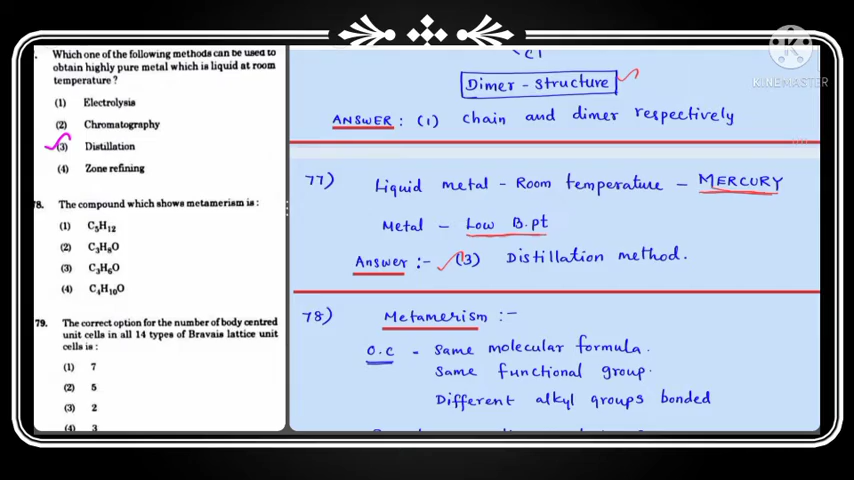 Which one of the following methods can be used to
obtain highly pure metal which is liquid at room
temperature ?
(1) Electrolysis
(2) Chromatography
(3) Distillation
(4) Zone refining
78. The compound which shows metamerism is :
(1) C₅H₁₂
(2) C₃H₈O
(3) C₃H₆O
(4) C₄H₁₀O
79. The correct option for the number of body centred
unit cells in all 14 types of Bravais lattice unit
cells is :
(1) 7
(2) 5
(3) 2
(4) 3
Cl
Dimer - Structure
ANSWER : (1) chain and dimer respectively
77) Liquid metal - Room temperature - MERCURY
Metal - Low B.pt
Answer :- (3) Distillation method.
78) Metamerism :-
O.C - Same molecular formula.
Same functional group.
Different alkyl groups bonded
Made with
KINEMASTER